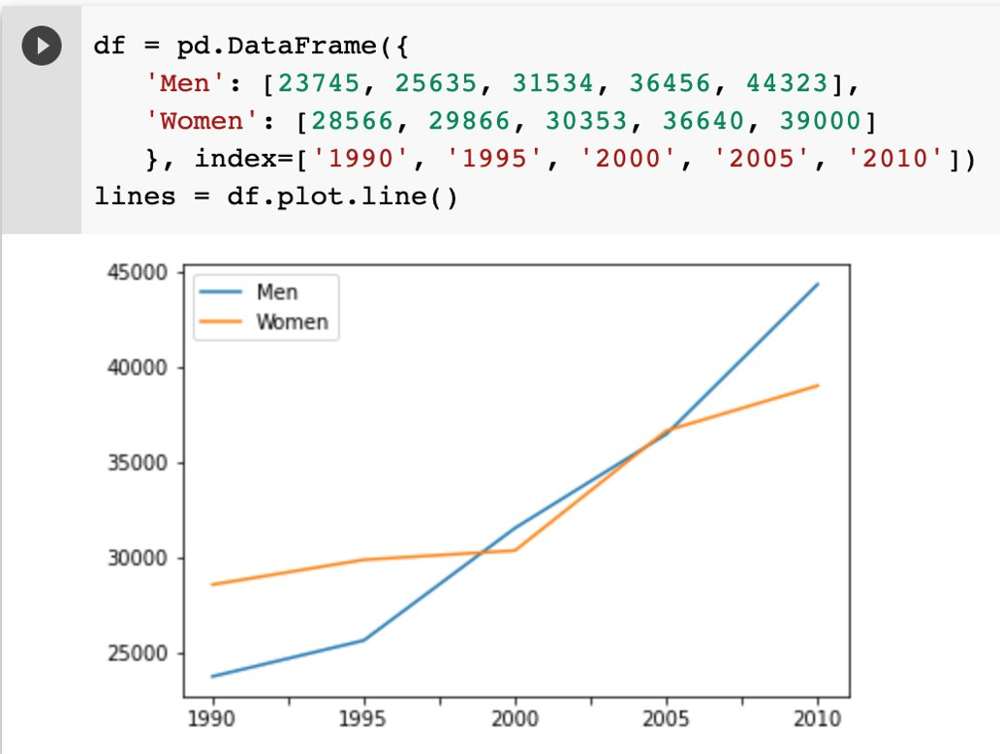 df = pd.DataFrame({
   'Men': [23745, 25635, 31534, 36456, 44323],
   'Women': [28566, 29866, 30353, 36640, 39000]
   }, index=['1990', '1995', '2000', '2005', '2010'])
lines = df.plot.line()
45000
Men
Women
40000
35000
30000
25000
1990 1995 2000 2005 2010